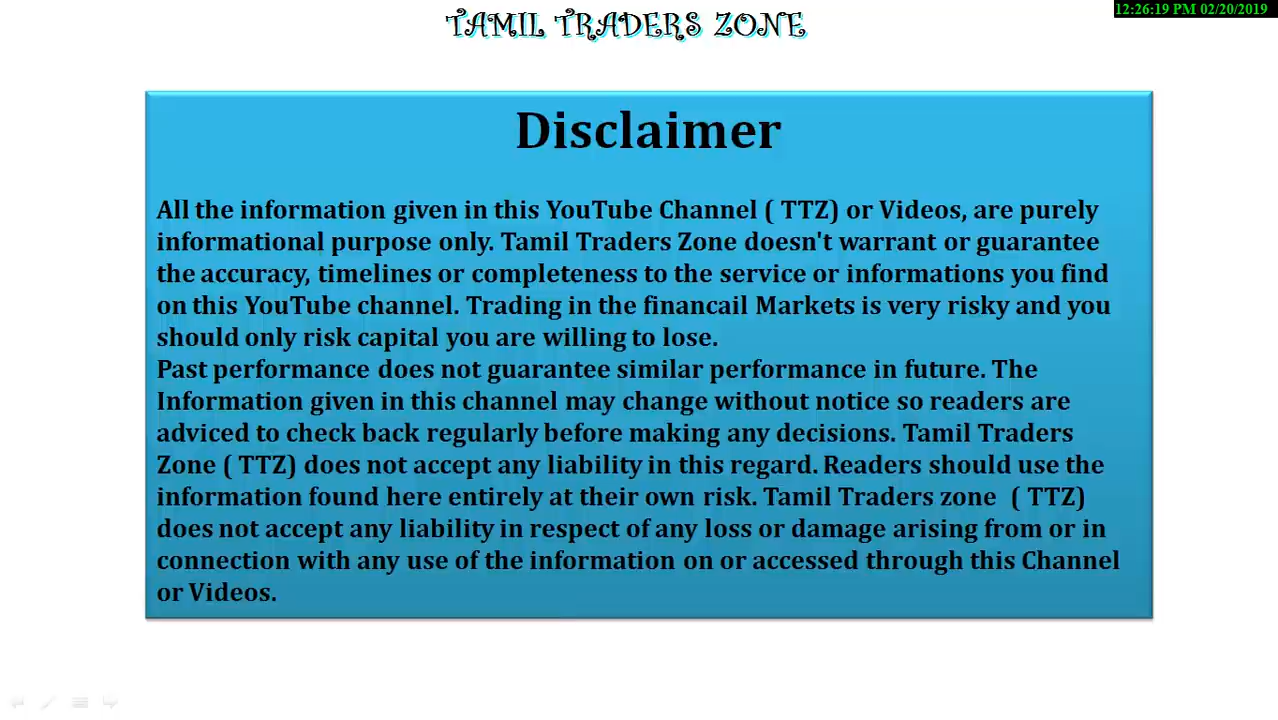 TAMIL TRADERS ZONE
12:26:19 PM 02/20/2019
Disclaimer
All the information given in this YouTube Channel ( TTZ) or Videos, are purely
informational purpose only. Tamil Traders Zone doesn't warrant or guarantee
the accuracy, timelines or completeness to the service or informations you find
on this YouTube channel. Trading in the financail Markets is very risky and you
should only risk capital you are willing to lose.
Past performance does not guarantee similar performance in future. The
Information given in this channel may change without notice so readers are
adviced to check back regularly before making any decisions. Tamil Traders
Zone ( TTZ) does not accept any liability in this regard. Readers should use the
information found here entirely at their own risk. Tamil Traders zone  ( TTZ)
does not accept any liability in respect of any loss or damage arising from or in
connection with any use of the information on or accessed through this Channel
or Videos.